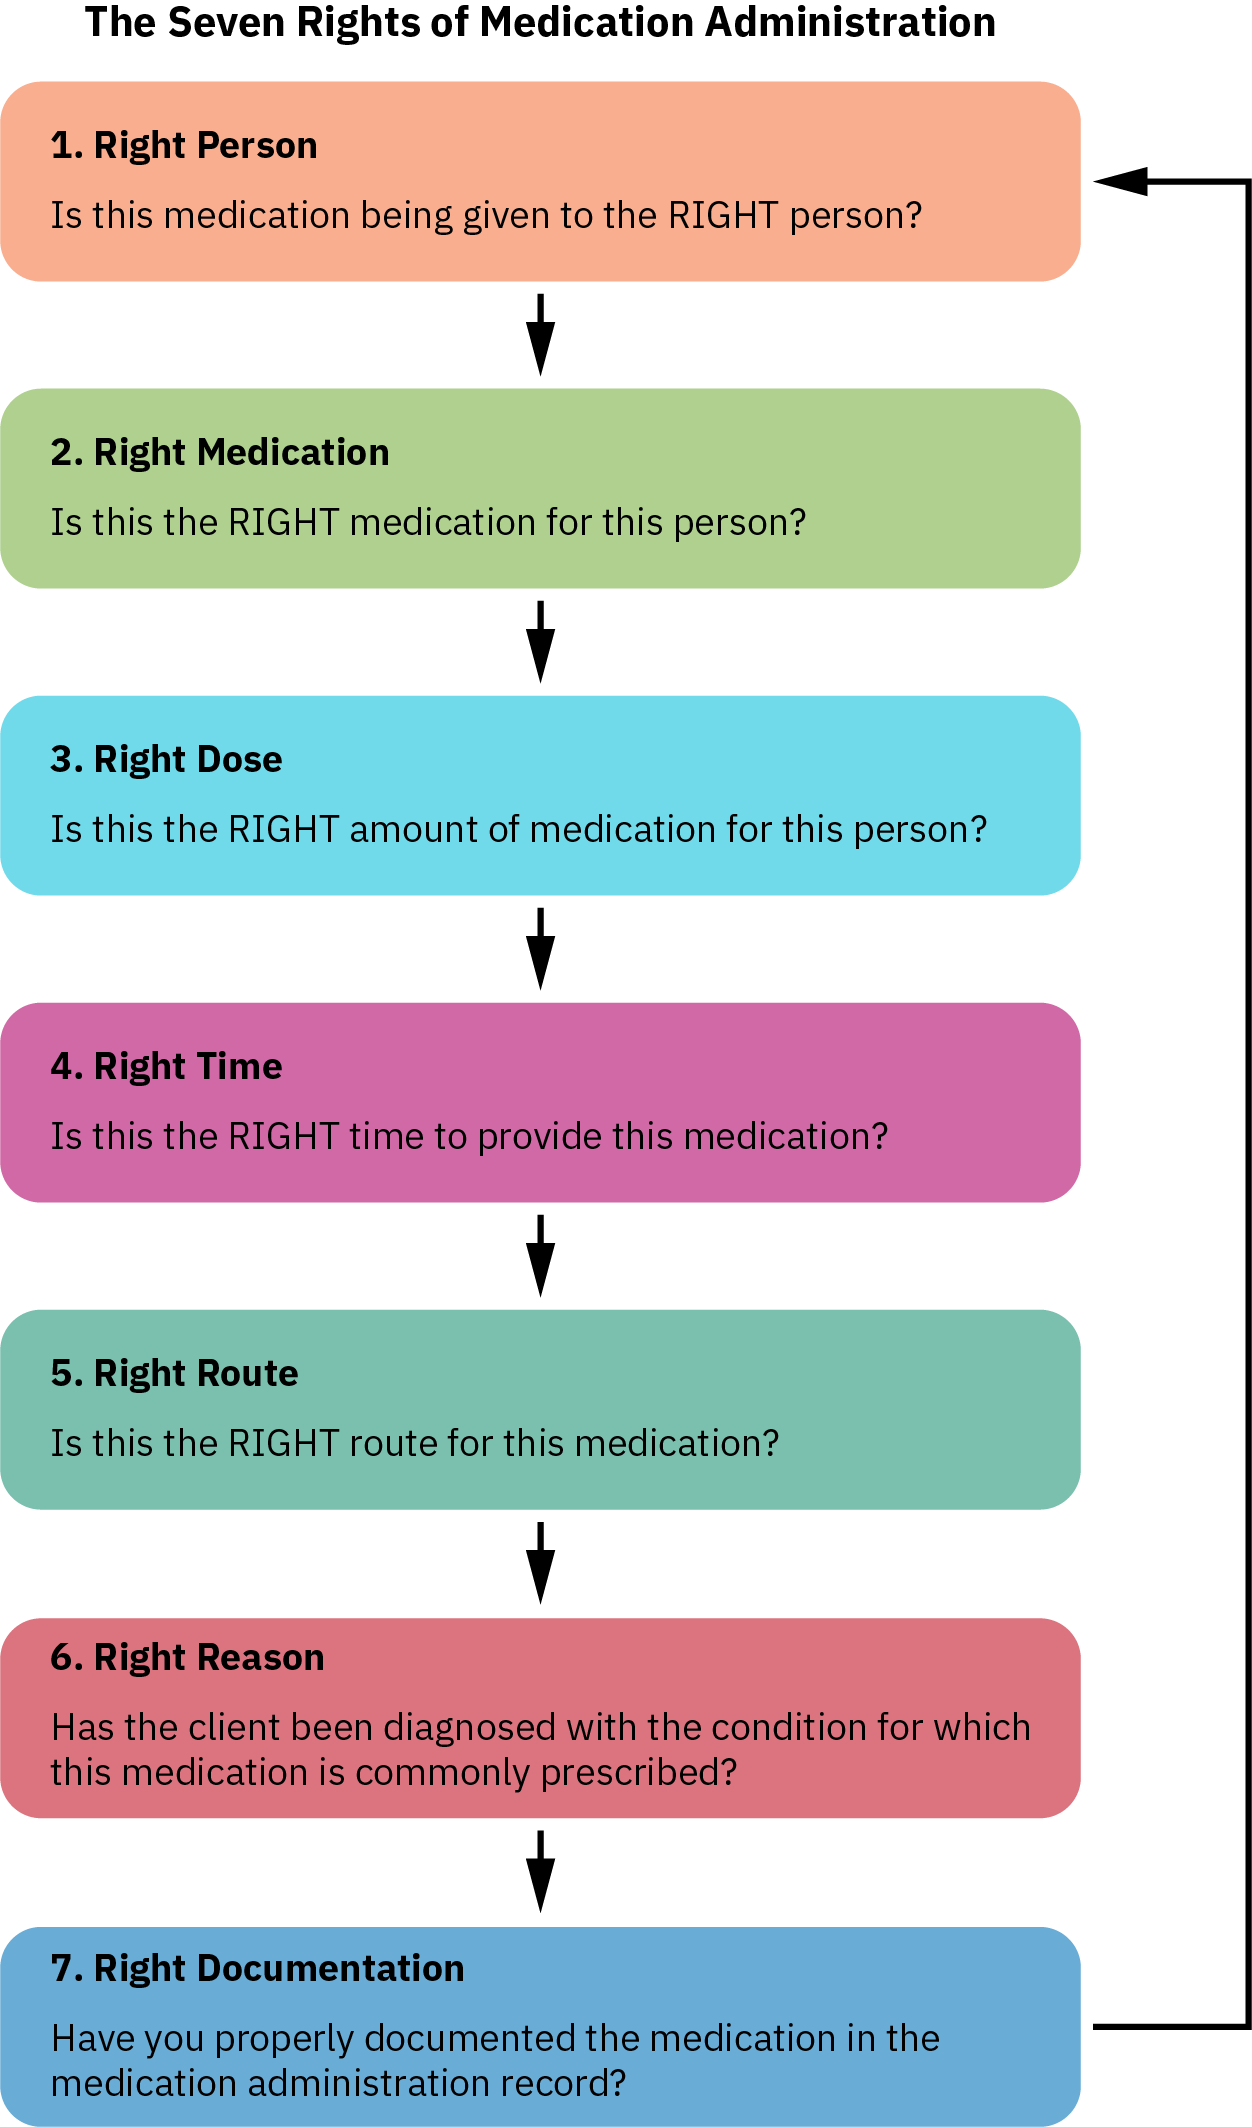 The Seven Rights of Medication Administration
1. Right Person
Is this medication being given to the RIGHT person?
2. Right Medication
Is this the RIGHT medication for this person?
3. Right Dose
Is this the RIGHT amount of medication for this person?
4. Right Time
Is this the RIGHT time to provide this medication?
5. Right Route
Is this the RIGHT route for this medication?
6. Right Reason
Has the client been diagnosed with the condition for which
this medication is commonly prescribed?
7. Right Documentation
Have you properly documented the medication in the
medication administration record?